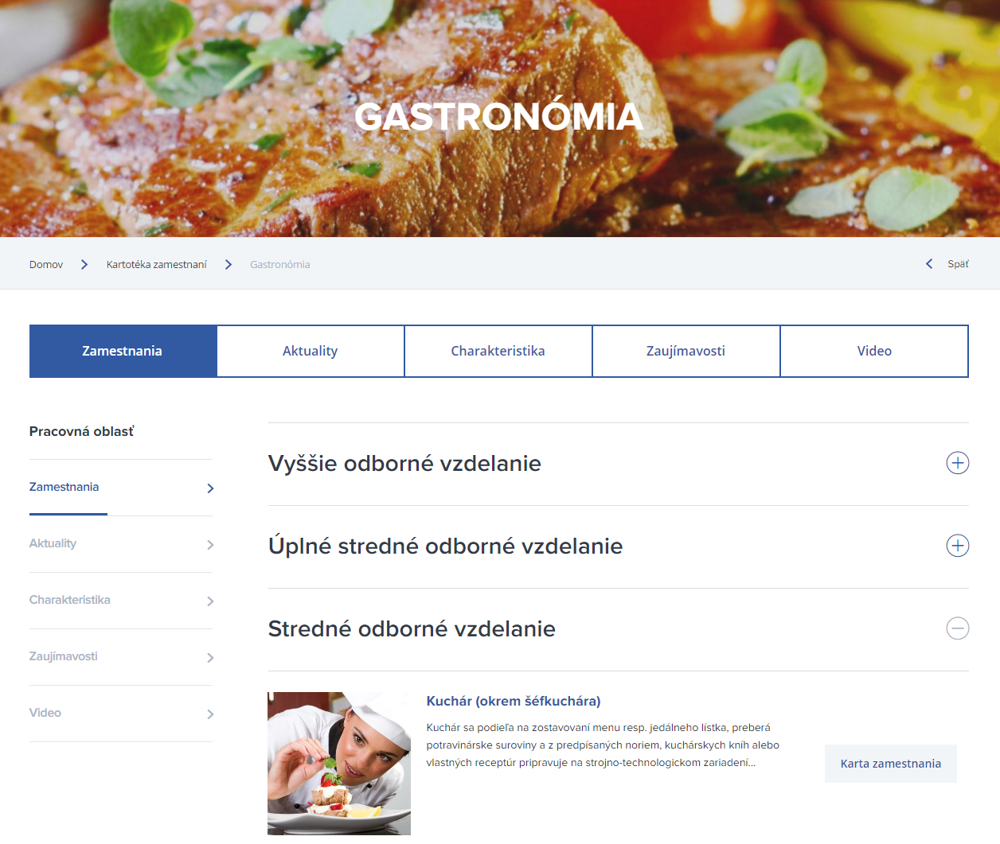 GASTRONÓMIA
Domov
Kartotéka zamestnaní
Gastronómia
Späť
Zamestnania
Aktuality
Charakteristika
Zaujímavosti
Video
Pracovná oblasť
Zamestnania
Aktuality
Charakteristika
Zaujímavosti
Video
Vyššie odborné vzdelanie
Úplné stredné odborné vzdelanie
Stredné odborné vzdelanie
Kuchár (okrem šéfkuchára)
Kuchár sa podieľa na zostavovaní menu resp. jedálneho lístka, preberá
potravinárske suroviny a z predpísaných noriem, kuchárskych kníh alebo
vlastných receptúr pripravuje na strojno-technologickom zariadení...
Karta zamestnania